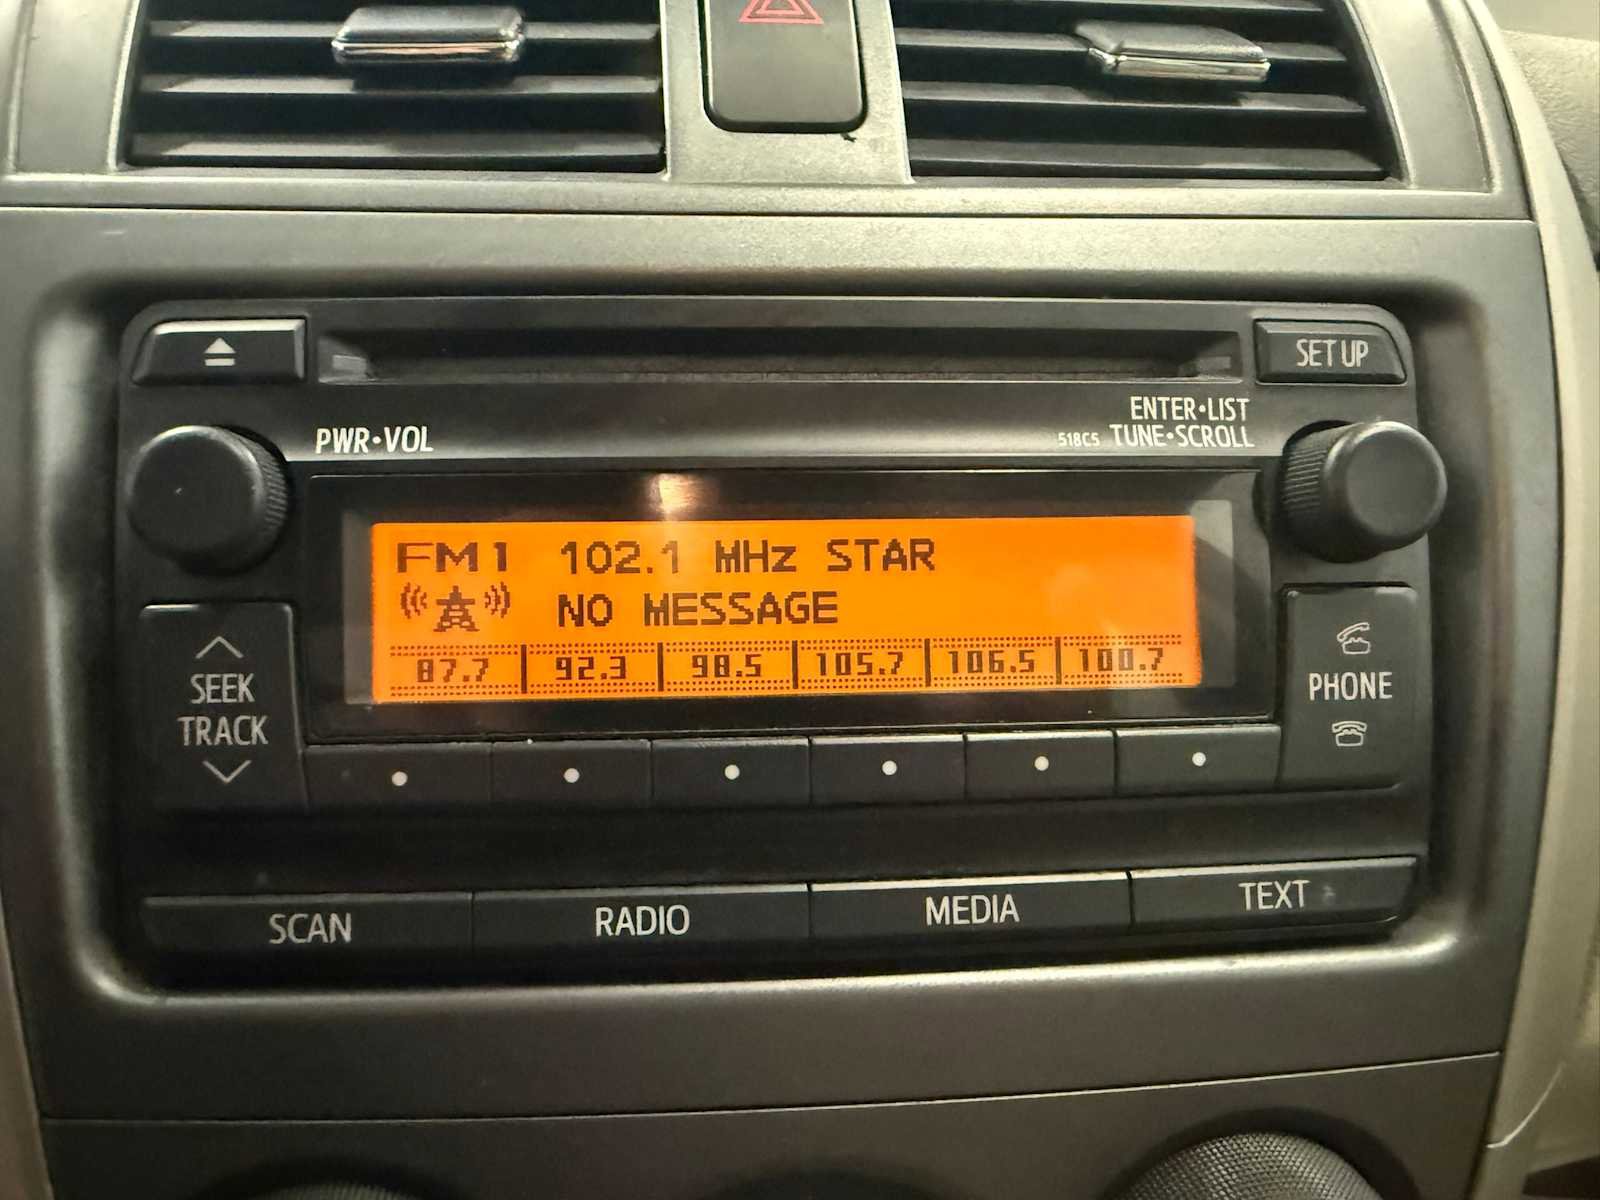 SET UP
ENTER•LIST
PWR•VOL
518C5 TUNE•SCROLL
FM1 102.1 MHz STAR
NO MESSAGE
87.7 92.3 98.5 105.7 106.5 100.7
SEEK
TRACK
PHONE
SCAN RADIO MEDIA TEXT